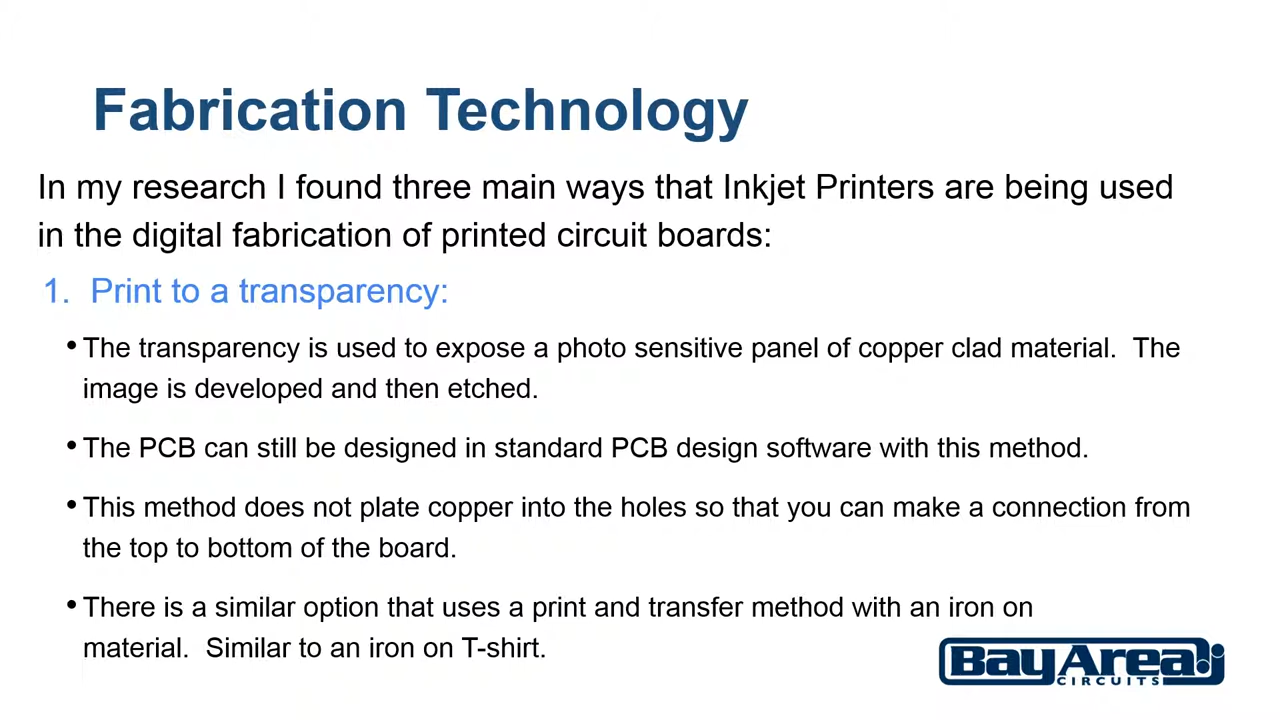 Fabrication Technology
In my research I found three main ways that Inkjet Printers are being used
in the digital fabrication of printed circuit boards:
1. Print to a transparency:
• The transparency is used to expose a photo sensitive panel of copper clad material.  The
image is developed and then etched.
• The PCB can still be designed in standard PCB design software with this method.
• This method does not plate copper into the holes so that you can make a connection from
the top to bottom of the board.
• There is a similar option that uses a print and transfer method with an iron on
material.  Similar to an iron on T-shirt.
BayArea
CIRCUITS